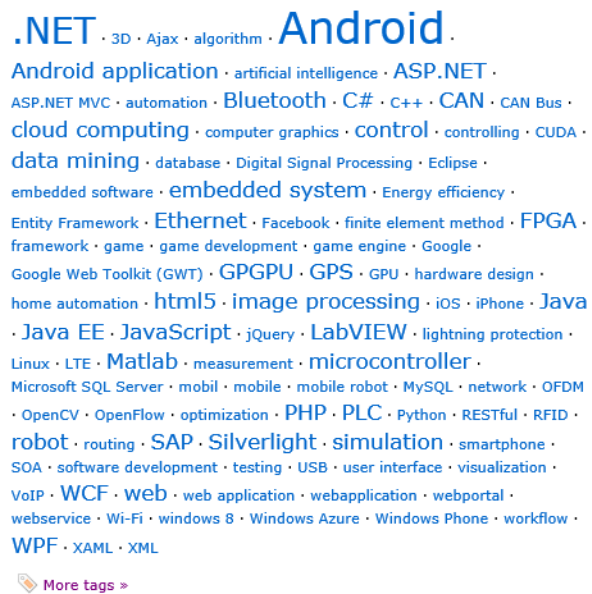 .NET · 3D · Ajax · algorithm · Android ·
Android application · artificial intelligence · ASP.NET ·
ASP.NET MVC · automation · Bluetooth · C# · C++ · CAN · CAN Bus ·
cloud computing · computer graphics · control · controlling · CUDA ·
data mining · database · Digital Signal Processing · Eclipse ·
embedded software · embedded system · Energy efficiency ·
Entity Framework · Ethernet · Facebook · finite element method · FPGA ·
framework · game · game development · game engine · Google ·
Google Web Toolkit (GWT) · GPGPU · GPS · GPU · hardware design ·
home automation · html5 · image processing · iOS · iPhone · Java
· Java EE · JavaScript · jQuery · LabVIEW · lightning protection ·
Linux · LTE · Matlab · measurement · microcontroller ·
Microsoft SQL Server · mobil · mobile · mobile robot · MySQL · network · OFDM
· OpenCV · OpenFlow · optimization · PHP · PLC · Python · RESTful · RFID ·
robot · routing · SAP · Silverlight · simulation · smartphone ·
SOA · software development · testing · USB · user interface · visualization ·
VoIP · WCF · web · web application · webapplication · webportal ·
webservice · Wi-Fi · windows 8 · Windows Azure · Windows Phone · workflow ·
WPF · XAML · XML
More tags »